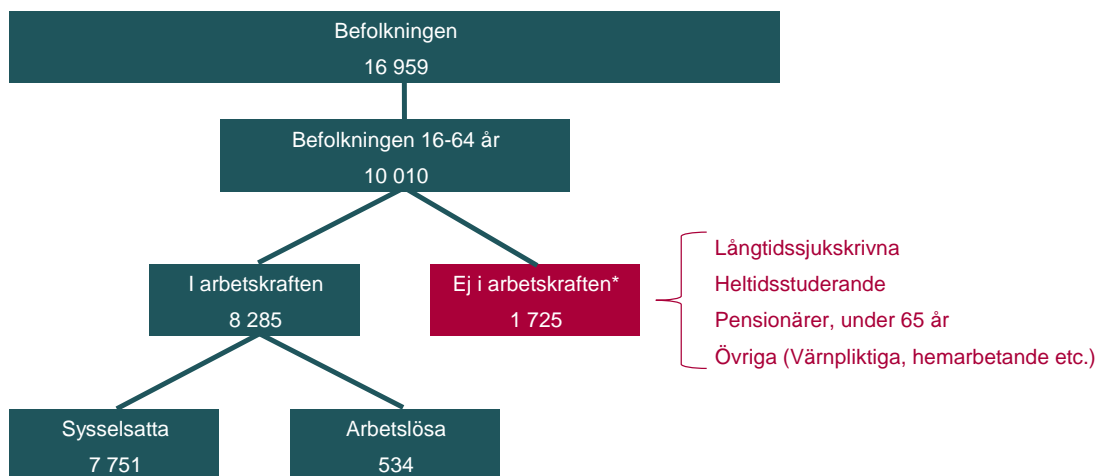 Befolkningen
16 959
Befolkningen 16-64 år
10 010
I arbetskraften
8 285
Ej i arbetskraften*
1 725
Långtidssjukskrivna
Heltidsstuderande
Pensionärer, under 65 år
Övriga (Värnpliktiga, hemarbetande etc.)
Sysselsatta
7 751
Arbetslösa
534